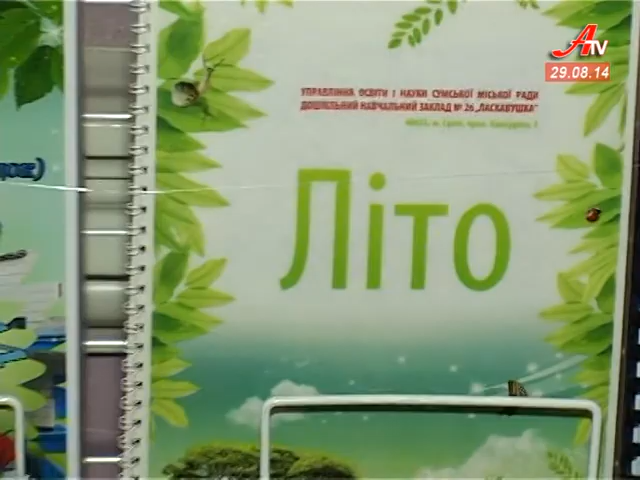 ATV
29.08.14
УПРАВЛІННЯ ОСВІТИ І НАУКИ СУМСЬКОЇ МІСЬКОЇ РАДИ
ДОШКІЛЬНИЙ НАВЧАЛЬНИЙ ЗАКЛАД № 26 „ЛАСКАВУШКА"
Літо